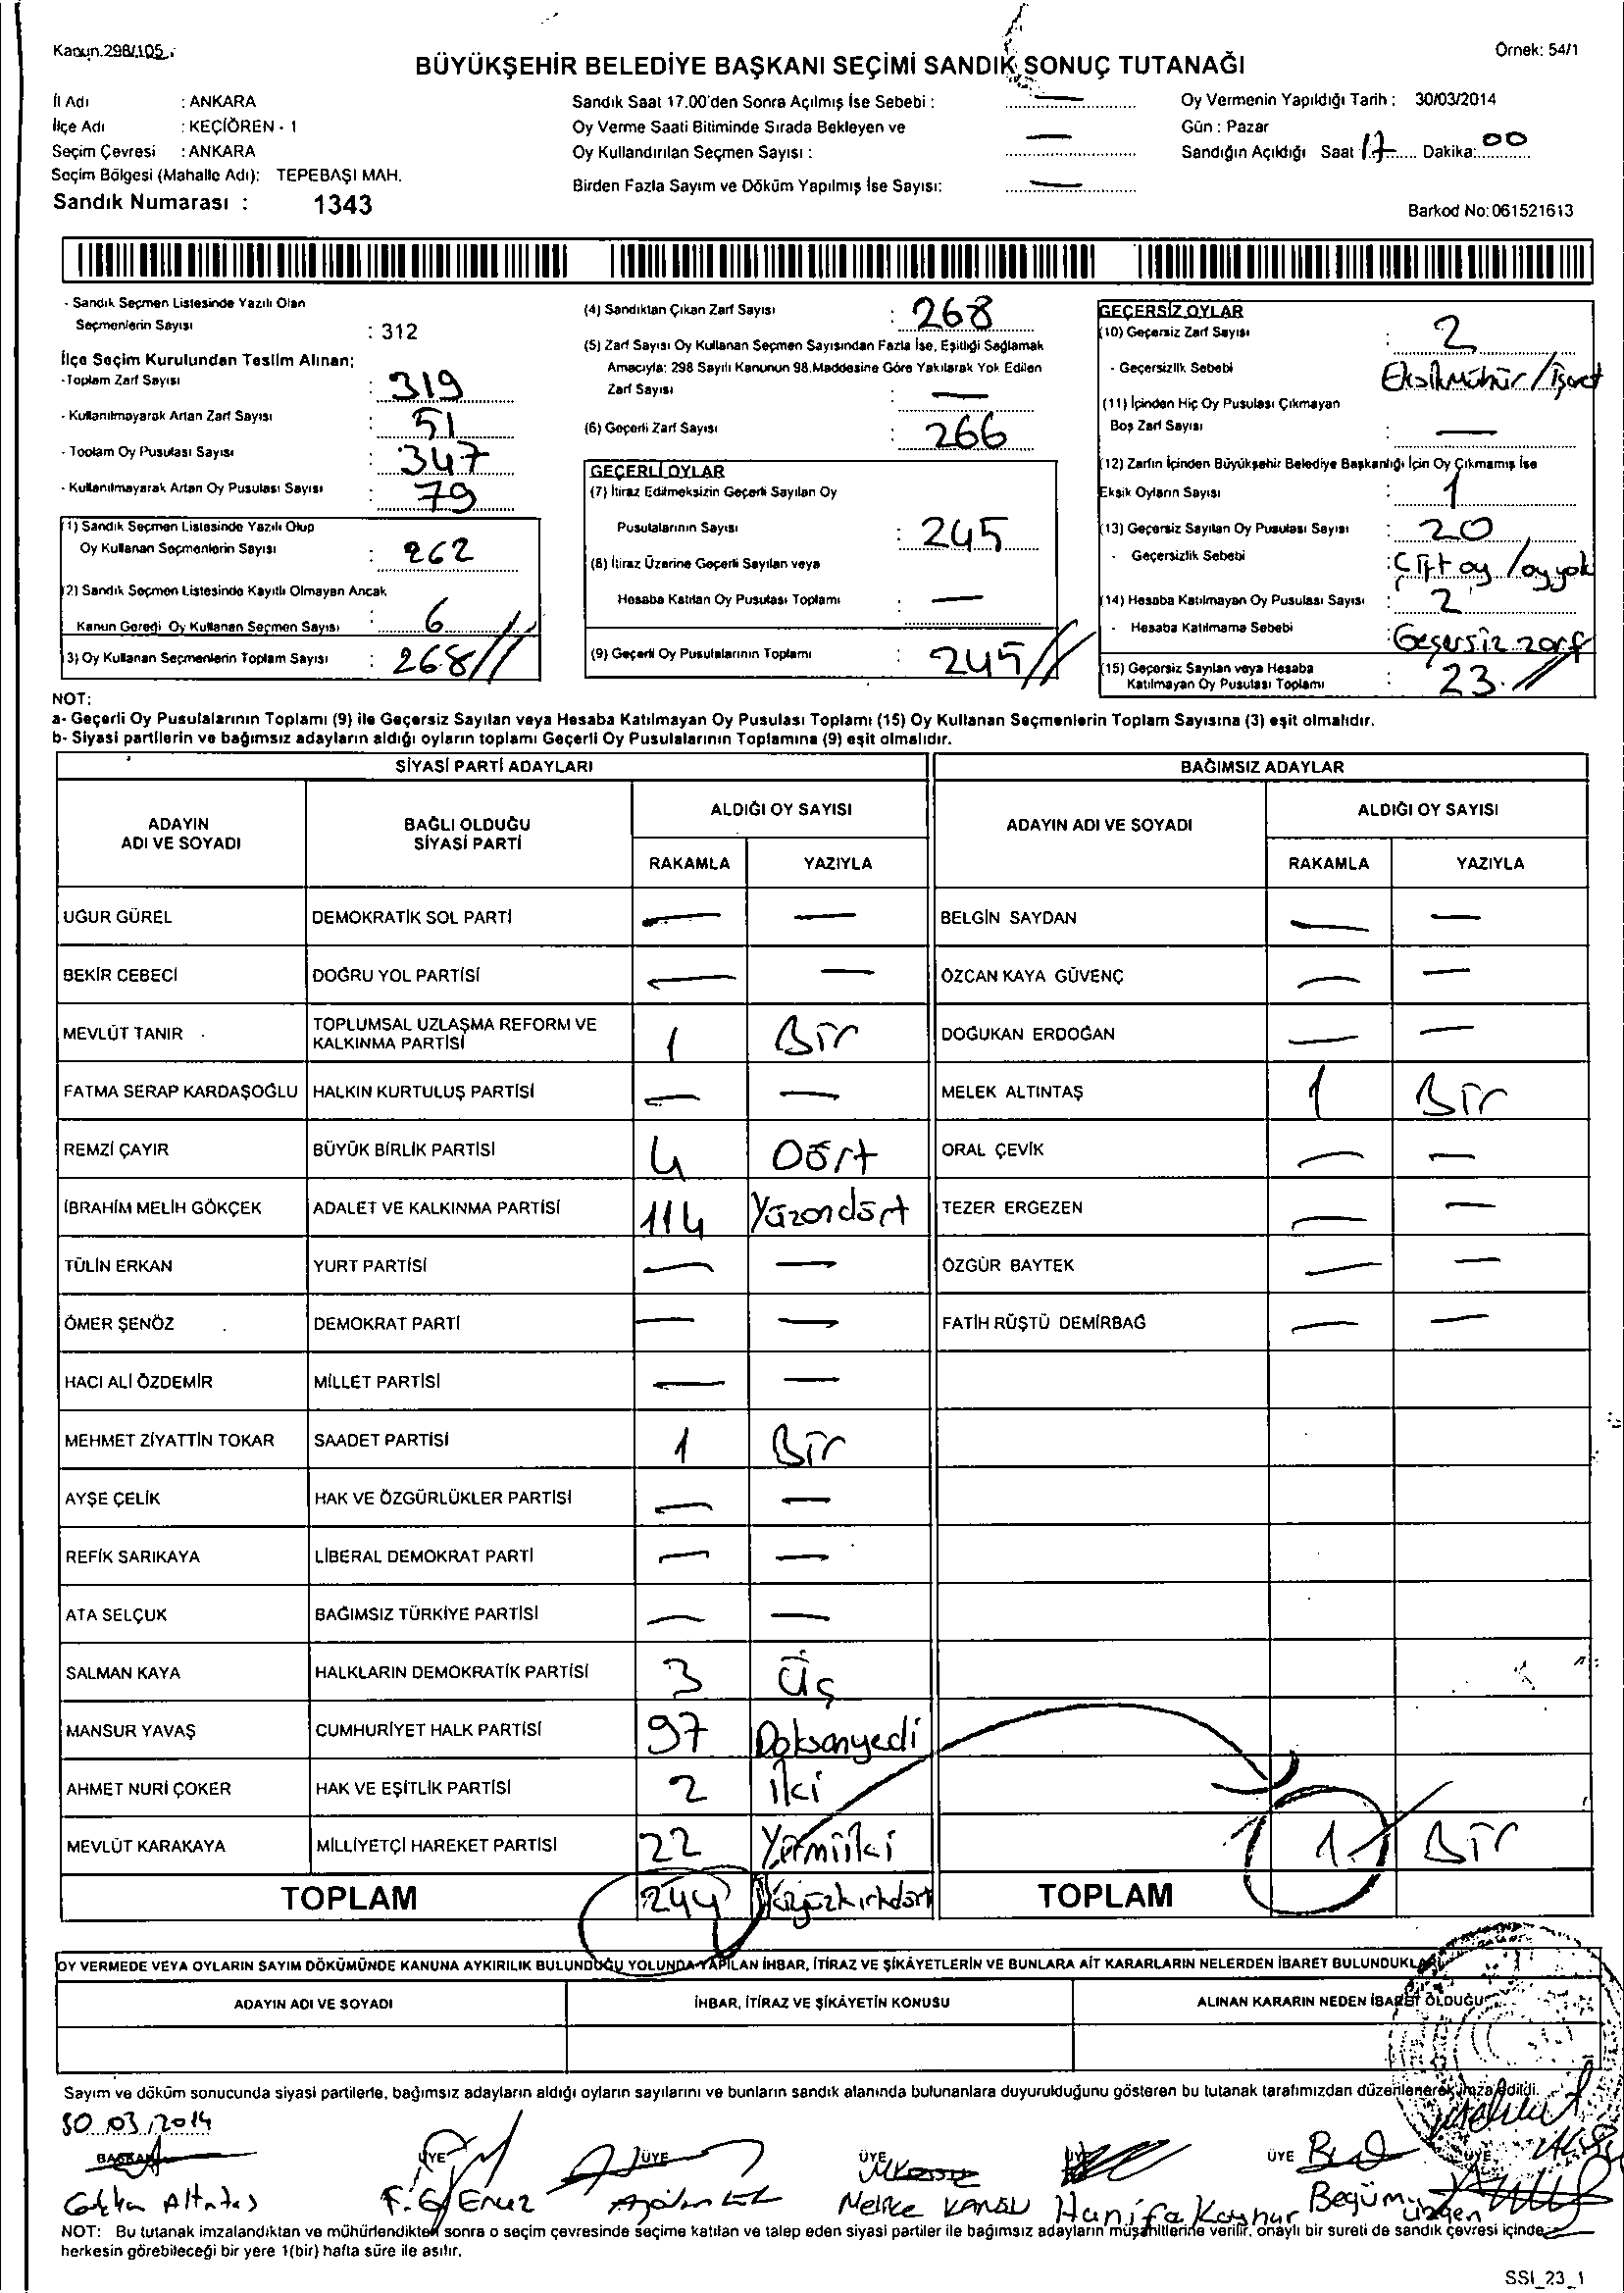 Kanun.298/105
Örnek: 54/1
BÜYÜKŞEHİR BELEDİYE BAŞKANI SEÇİMİ SANDIK SONUÇ TUTANAĞI
İl Adı : ANKARA
İlçe Adı : KEÇİÖREN - 1
Seçim Çevresi : ANKARA
Seçim Bölgesi (Mahalle Adı): TEPEBAŞI MAH.
Sandık Numarası : 1343
Sandık Saat 17.00'den Sonra Açılmış İse Sebebi : —
Oy Verme Saati Bitiminde Sırada Bekleyen ve
Oy Kullandırılan Seçmen Sayısı : —
Birden Fazla Sayım ve Döküm Yapılmış İse Sayısı: —
Oy Vermenin Yapıldığı Tarih : 30/03/2014
Gün : Pazar
Sandığın Açıldığı Saat 17 Dakika: 00
Barkod No: 061521613
- Sandık Seçmen Listesinde Yazılı Olan
Seçmenlerin Sayısı : 312
İlçe Seçim Kurulundan Teslim Alınan;
-Toplam Zarf Sayısı : 319
- Kullanılmayarak Artan Zarf Sayısı : 51
- Toplam Oy Pusulası Sayısı : 347
- Kullanılmayarak Artan Oy Pusulası Sayısı : 79
(1) Sandık Seçmen Listesinde Yazılı Olup
Oy Kullanan Seçmenlerin Sayısı : 262
(2) Sandık Seçmen Listesinde Kayıtlı Olmayan Ancak
Kanun Gereği Oy Kullanan Seçmen Sayısı : 6
(3) Oy Kullanan Seçmenlerin Toplam Sayısı : 268//
(4) Sandıktan Çıkan Zarf Sayısı : 268
(5) Zarf Sayısı Oy Kullanan Seçmen Sayısından Fazla İse, Eşitliği Sağlamak
Amacıyla: 298 Sayılı Kanunun 98.Maddesine Göre Yakılarak Yok Edilen
Zarf Sayısı : —
(6) Geçerli Zarf Sayısı : 266
GEÇERLİ OYLAR
(7) İtiraz Edilmeksizin Geçerli Sayılan Oy
Pusulalarının Sayısı : 245
(8) İtiraz Üzerine Geçerli Sayılan veya
Hesaba Katılan Oy Pusulası Toplamı : —
(9) Geçerli Oy Pusulalarının Toplamı : 245//
GEÇERSİZ OYLAR
(10) Geçersiz Zarf Sayısı : 2
- Geçersizlik Sebebi Eksikmühür/İşaret
(11) İçinden Hiç Oy Pusulası Çıkmayan
Boş Zarf Sayısı : —
(12) Zarfın İçinden Büyükşehir Belediye Başkanlığı İçin Oy Çıkmamış İse
Eksik Oyların Sayısı : 1
(13) Geçersiz Sayılan Oy Pusulası Sayısı : 20
- Geçersizlik Sebebi : Çift oy /oy yok
(14) Hesaba Katılmayan Oy Pusulası Sayısı : 2
- Hesaba Katılmama Sebebi : Geçersiz zarf
(15) Geçersiz Sayılan veya Hesaba
Katılmayan Oy Pusulası Toplamı : 23.//
NOT:
a- Geçerli Oy Pusulalarının Toplamı (9) ile Geçersiz Sayılan veya Hesaba Katılmayan Oy Pusulası Toplamı (15) Oy Kullanan Seçmenlerin Toplam Sayısına (3) eşit olmalıdır.
b- Siyasi partilerin ve bağımsız adayların aldığı oyların toplamı Geçerli Oy Pusulalarının Toplamına (9) eşit olmalıdır.
SİYASİ PARTİ ADAYLARI
ADAYIN ADI VE SOYADI BAĞLI OLDUĞU SİYASİ PARTİ ALDIĞI OY SAYISI
RAKAMLA YAZIYLA
UĞUR GÜREL DEMOKRATİK SOL PARTİ — —
BEKİR CEBECİ DOĞRU YOL PARTİSİ — —
MEVLÜT TANIR TOPLUMSAL UZLAŞMA REFORM VE KALKINMA PARTİSİ 1 Bir
FATMA SERAP KARDAŞOĞLU HALKIN KURTULUŞ PARTİSİ — —
REMZİ ÇAYIR BÜYÜK BİRLİK PARTİSİ 4 Dört
İBRAHİM MELİH GÖKÇEK ADALET VE KALKINMA PARTİSİ 114 Yüzondört
TÜLİN ERKAN YURT PARTİSİ — —
ÖMER ŞENÖZ DEMOKRAT PARTİ — —
HACI ALİ ÖZDEMİR MİLLET PARTİSİ — —
MEHMET ZİYATTİN TOKAR SAADET PARTİSİ 1 Bir
AYŞE ÇELİK HAK VE ÖZGÜRLÜKLER PARTİSİ — —
REFİK SARIKAYA LİBERAL DEMOKRAT PARTİ — —
ATA SELÇUK BAĞIMSIZ TÜRKİYE PARTİSİ — —
SALMAN KAYA HALKLARIN DEMOKRATİK PARTİSİ 3 Üç
MANSUR YAVAŞ CUMHURİYET HALK PARTİSİ 97 Doksanyedi
AHMET NURİ ÇOKER HAK VE EŞİTLİK PARTİSİ 2 İki
MEVLÜT KARAKAYA MİLLİYETÇİ HAREKET PARTİSİ 22 Yirmiiki
TOPLAM 244 İkiyüzkırkdört
BAĞIMSIZ ADAYLAR
ADAYIN ADI VE SOYADI ALDIĞI OY SAYISI
RAKAMLA YAZIYLA
BELGİN SAYDAN — —
ÖZCAN KAYA GÜVENÇ — —
DOĞUKAN ERDOĞAN — —
MELEK ALTINTAŞ 1 Bir
ORAL ÇEVİK — —
TEZER ERGEZEN — —
ÖZGÜR BAYTEK — —
FATİH RÜŞTÜ DEMİRBAĞ — —
1 Bir
TOPLAM
OY VERMEDE VEYA OYLARIN SAYIM DÖKÜMÜNDE KANUNA AYKIRILIK BULUNDUĞU YOLUNDA YAPILAN İHBAR, İTİRAZ VE ŞİKÂYETLERİN VE BUNLARA AİT KARARLARIN NELERDEN İBARET BULUNDUKLARI
ADAYIN ADI VE SOYADI İHBAR, İTİRAZ VE ŞİKÂYETİN KONUSU ALINAN KARARIN NEDEN İBARET OLDUĞU
Sayım ve döküm sonucunda siyasi partilerle, bağımsız adayların aldığı oyların sayılarını ve bunların sandık alanında bulunanlara duyurulduğunu gösteren bu tutanak tarafımızdan düzenlenerek imza edildi.
30.03/2014
BAŞKAN ÜYE ÜYE ÜYE ÜYE ÜYE ÜYE
Melike Hanifa Begüm
NOT: Bu tutanak imzalandıktan ve mühürlendikten sonra o seçim çevresinde seçime katılan ve talep eden siyasi partiler ile bağımsız adayların müşahitlerine verilir, onaylı bir sureti de sandık çevresi içinde
herkesin görebileceği bir yere 1(bir) hafta süre ile asılır.
SSI_23_1